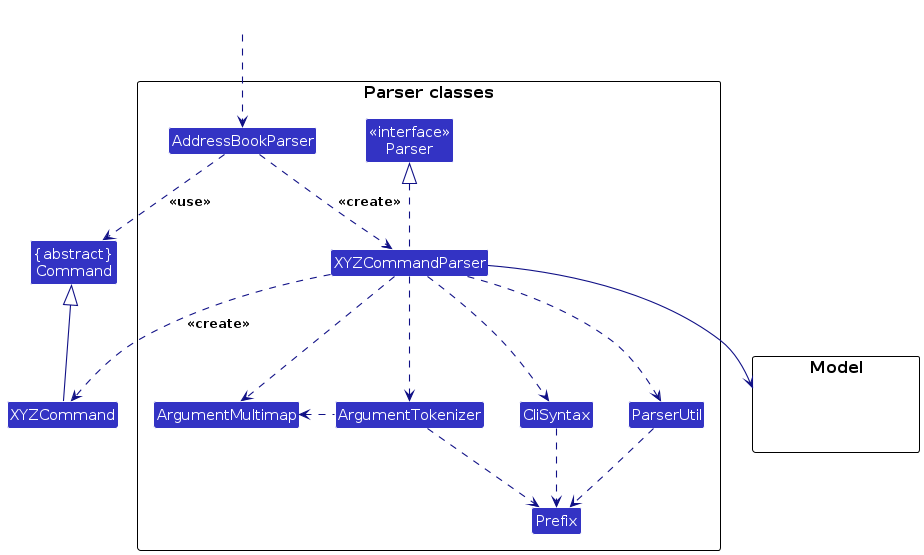 Parser classes
AddressBookParser
«interface»
Parser
«use»
«create»
{abstract}
Command
XYZCommandParser
«create»
Model
XYZCommand
ArgumentMultimap
ArgumentTokenizer
CliSyntax
ParserUtil
Prefix